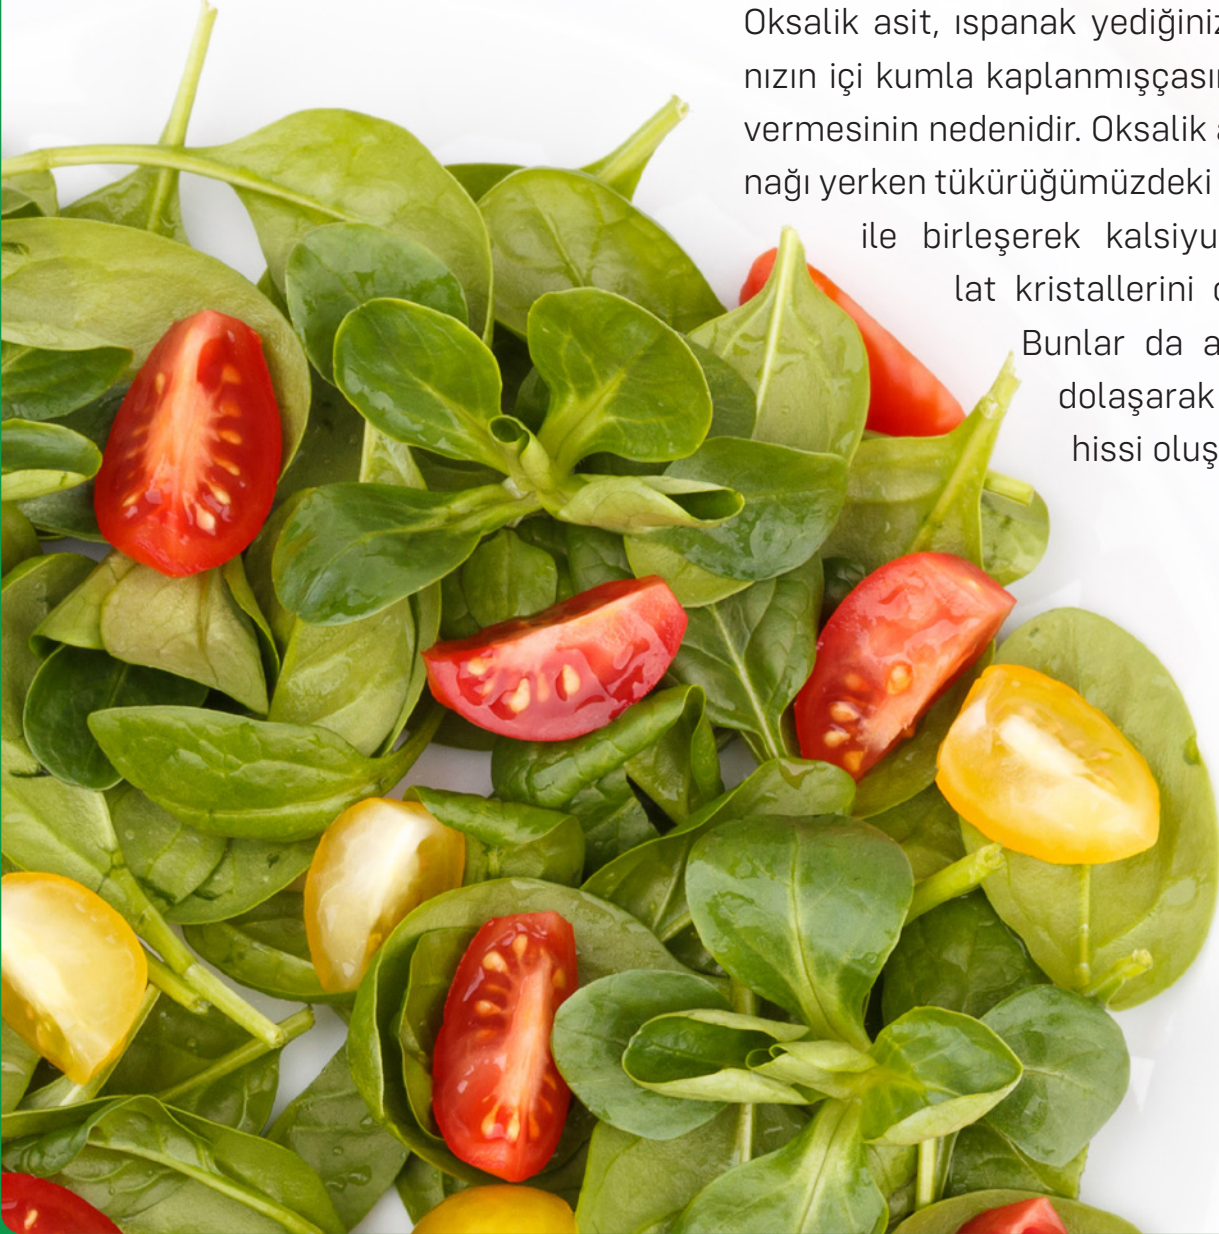 Oksalik asit, ıspanak yediğiniz
nızın içi kumla kaplanmışçasın
vermesinin nedenidir. Oksalik
nağı yerken tükürüğümüzdeki
ile birleşerek kalsiyu
lat kristallerini
Bunlar da a
dolaşarak
hissi oluş